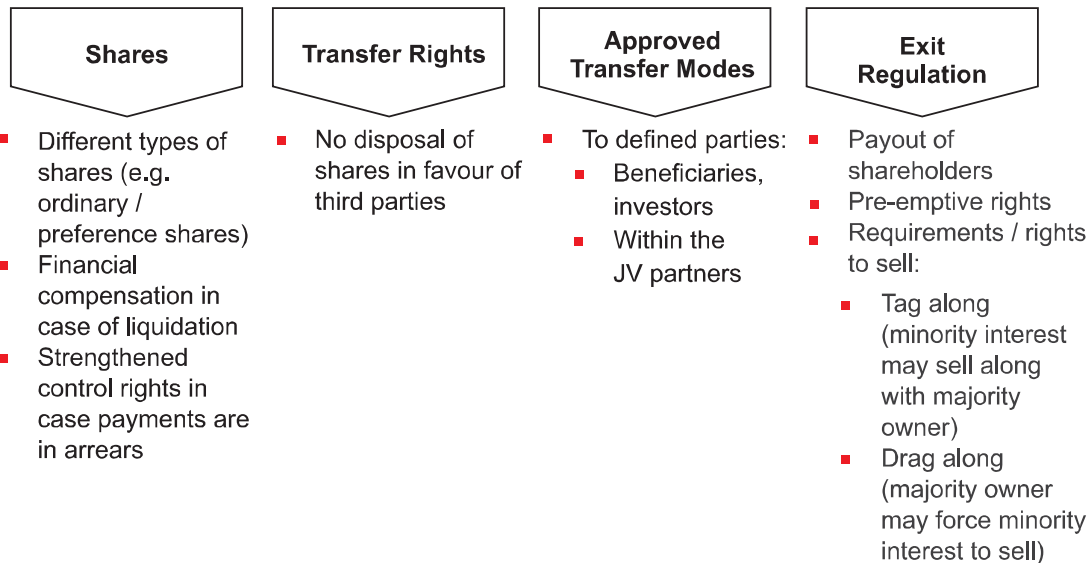 Shares
Different types of
shares (e.g.
ordinary /
preference shares)
Financial
compensation in
case of liquidation
Strengthened
control rights in
case payments are
in arrears
Transfer Rights
No disposal of
shares in favour of
third parties
Approved
Transfer Modes
To defined parties:
Beneficiaries,
investors
Within the
JV partners
Exit
Regulation
Payout of
shareholders
Pre-emptive rights
Requirements / rights
to sell:
Tag along
(minority interest
may sell along
with majority
owner)
Drag along
(majority owner
may force minority
interest to sell)